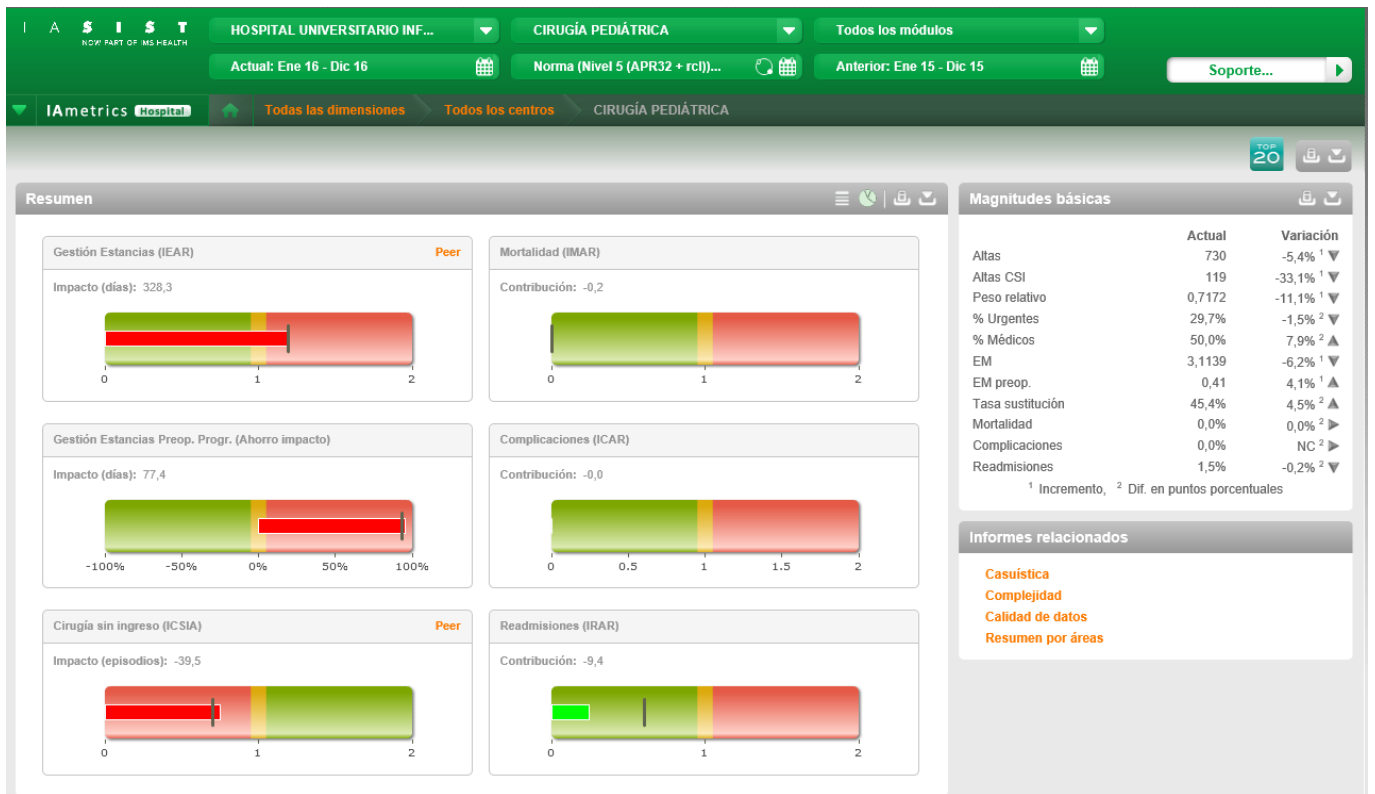 IASIST
NOW PART OF IMS HEALTH
HOSPITAL UNIVERSITARIO INF...
CIRUGÍA PEDIÁTRICA
Todos los módulos
Actual: Ene 16 - Dic 16
Norma (Nivel 5 (APR32 + rcl))...
Anterior: Ene 15 - Dic 15
Soporte...
IAmetrics Hospital
Todas las dimensiones
Todos los centros
CIRUGÍA PEDIÁTRICA
TOP 20
Resumen
Gestión Estancias (IEAR) Peer
Impacto (días): 328,3
0 1 2
Mortalidad (IMAR)
Contribución: -0,2
0 1 2
Gestión Estancias Preop. Progr. (Ahorro impacto)
Impacto (días): 77,4
-100% -50% 0% 50% 100%
Complicaciones (ICAR)
Contribución: -0,0
0 0.5 1 1.5 2
Cirugía sin ingreso (ICSIA) Peer
Impacto (episodios): -39,5
0 1 2
Readmisiones (IRAR)
Contribución: -9,4
0 1 2
Magnitudes básicas
Actual Variación
Altas 730 -5,4% ¹
Altas CSI 119 -33,1% ¹
Peso relativo 0,7172 -11,1% ¹
% Urgentes 29,7% -1,5% ²
% Médicos 50,0% 7,9% ²
EM 3,1139 -6,2% ¹
EM preop. 0,41 4,1% ¹
Tasa sustitución 45,4% 4,5% ²
Mortalidad 0,0% 0,0% ²
Complicaciones 0,0% NC ²
Readmisiones 1,5% -0,2% ²
¹ Incremento, ² Dif. en puntos porcentuales
Informes relacionados
Casuística
Complejidad
Calidad de datos
Resumen por áreas